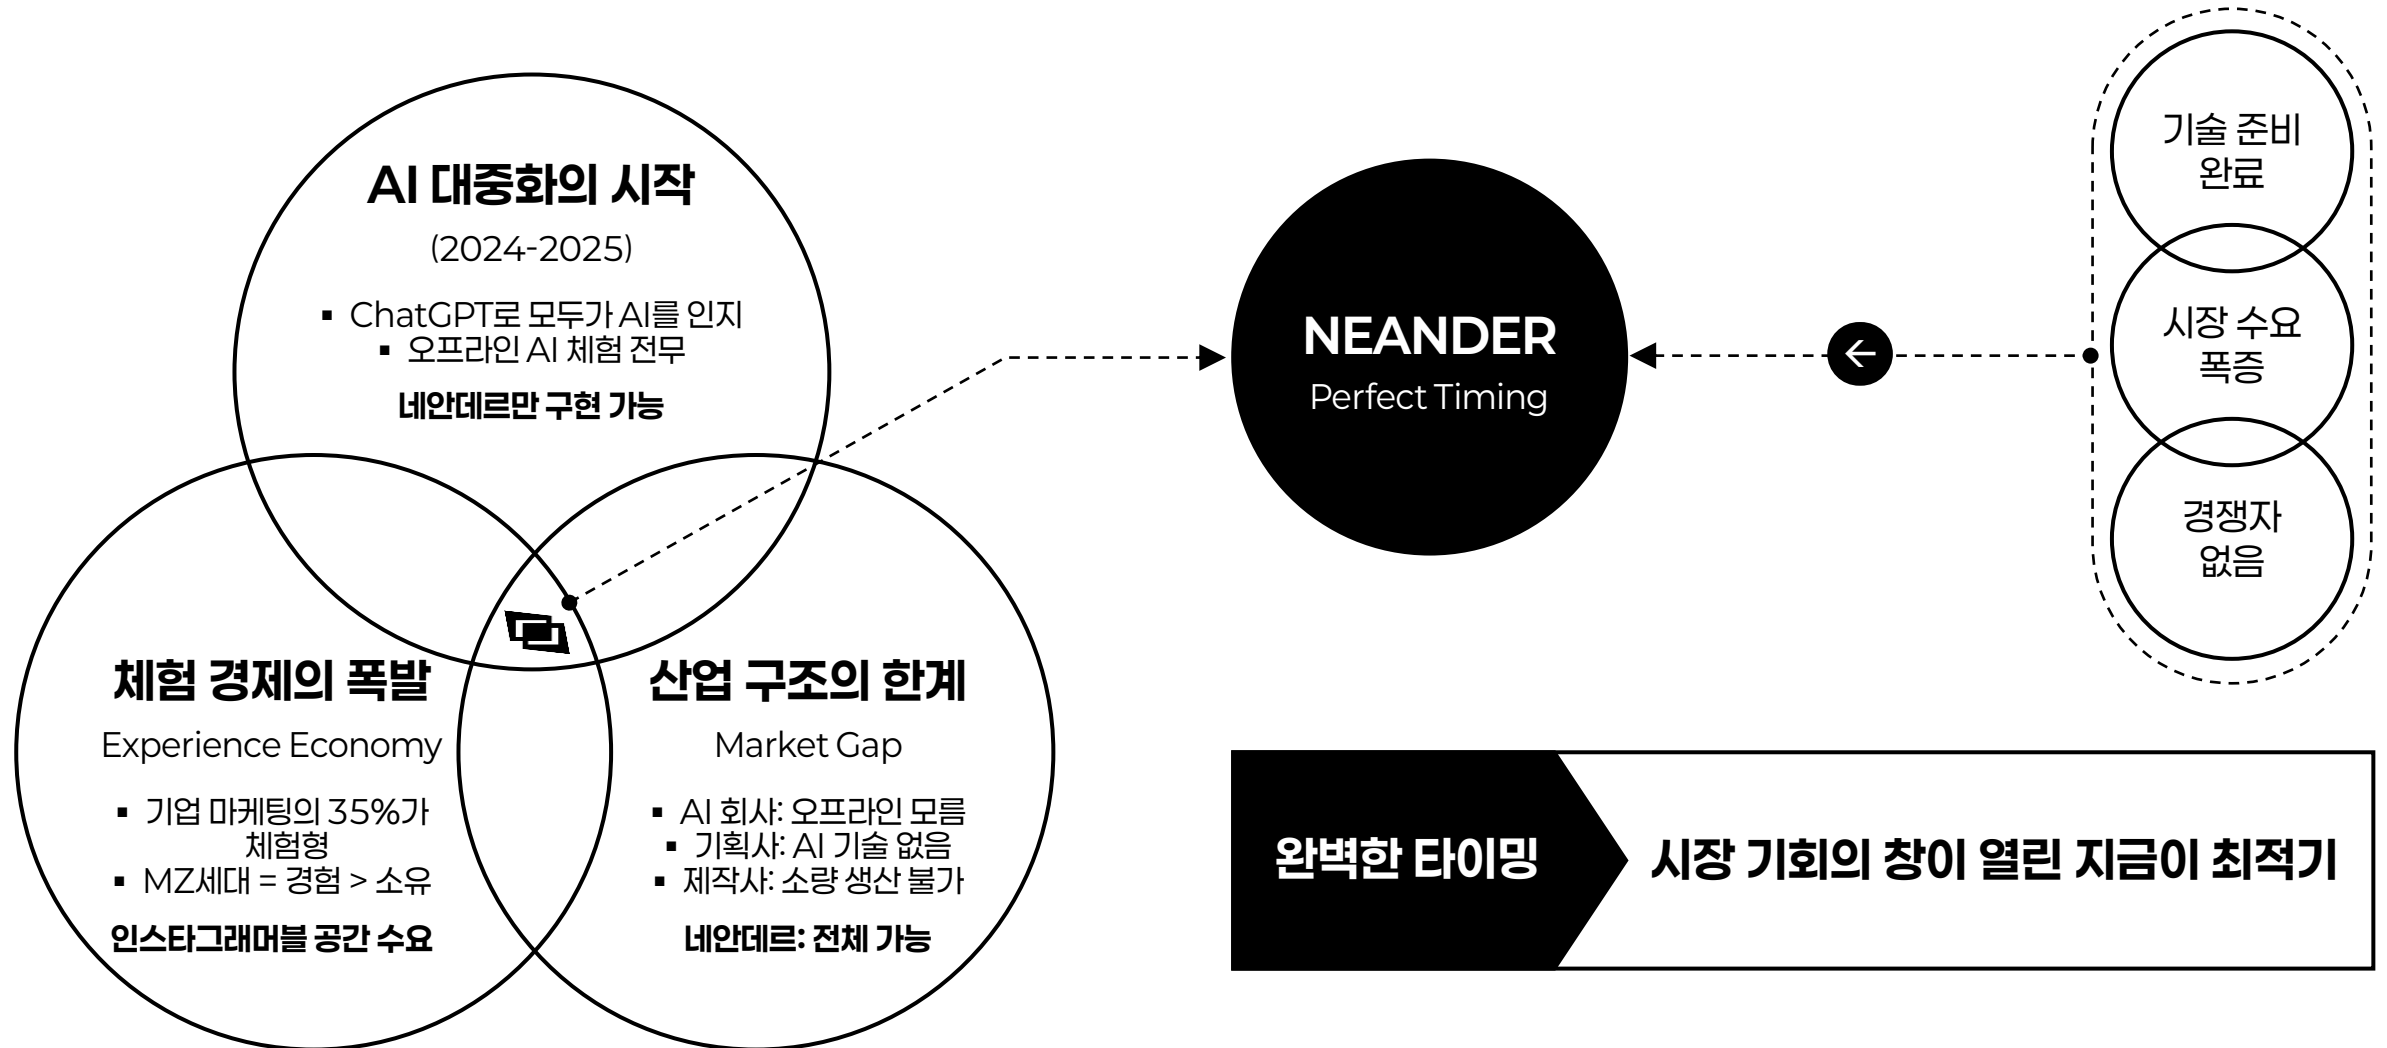 AI 대중화의 시작
(2024-2025)
▪ ChatGPT로 모두가 AI를 인지
▪ 오프라인 AI 체험 전무
네안데르만 구현 가능
체험 경제의 폭발
Experience Economy
▪ 기업 마케팅의 35%가
체험형
▪ MZ세대 = 경험 > 소유
인스타그래머블 공간 수요
산업 구조의 한계
Market Gap
▪ AI 회사: 오프라인 모름
▪ 기획사: AI 기술 없음
▪ 제작사: 소량 생산 불가
네안데르: 전체 가능
NEANDER
Perfect Timing
기술 준비
완료
시장 수요
폭증
경쟁자
없음
완벽한 타이밍
시장 기회의 창이 열린 지금이 최적기